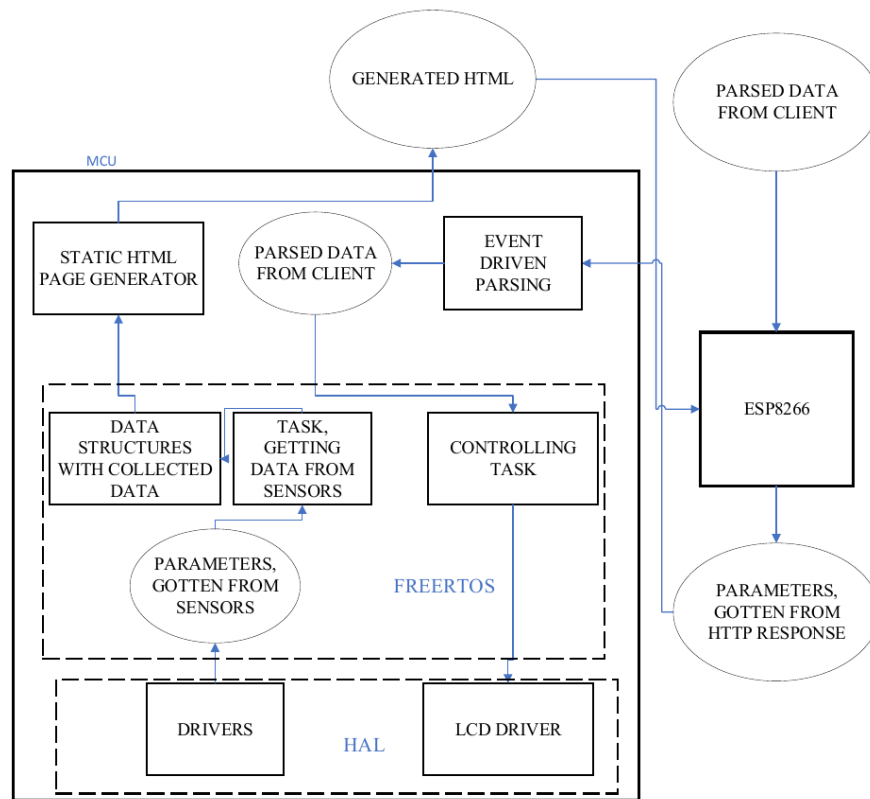 GENERATED HTML
PARSED DATA
FROM CLIENT
MCU
STATIC HTML
PAGE GENERATOR
PARSED DATA
FROM CLIENT
EVENT
DRIVEN
PARSING
ESP8266
DATA
STRUCTURES
WITH COLLECTED
DATA
TASK,
GETTING
DATA FROM
SENSORS
CONTROLLING
TASK
PARAMETERS,
GOTTEN FROM
SENSORS
FREERTOS
PARAMETERS,
GOTTEN FROM
HTTP RESPONSE
DRIVERS
HAL
LCD DRIVER